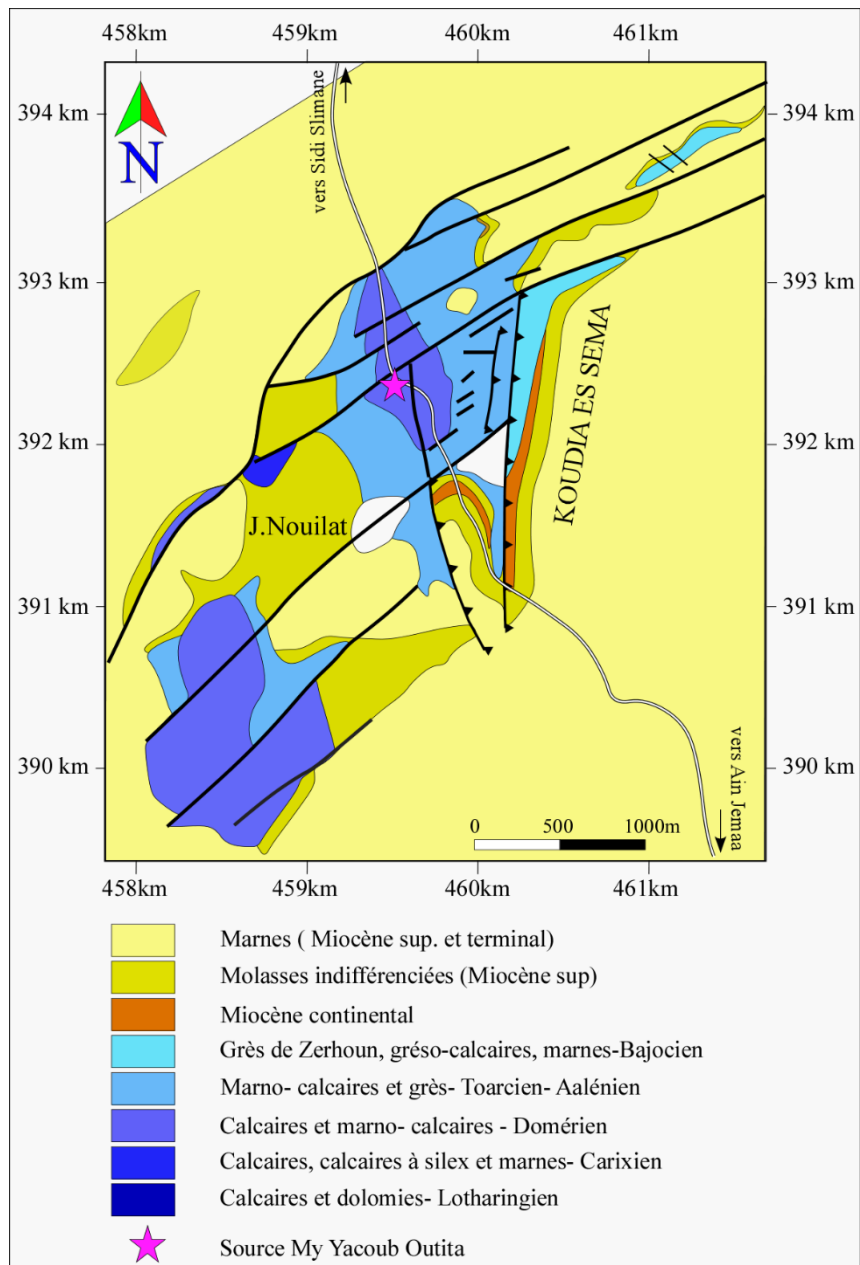 458km 459km 460km 461km
394 km 394 km
vers Sidi Slimane
N
393 km 393 km
KOUDIA ES SEMA
392 km 392 km
J.Nouilat
391 km 391 km
390 km 390 km
vers Ain Jemaa
0 500 1000m
458km 459km 460km 461km
Marnes ( Miocène sup. et terminal)
Molasses indifférenciées (Miocène sup)
Miocène continental
Grès de Zerhoun, gréso-calcaires, marnes-Bajocien
Marno- calcaires et grès- Toarcien- Aalénien
Calcaires et marno- calcaires - Domérien
Calcaires, calcaires à silex et marnes- Carixien
Calcaires et dolomies- Lotharingien
Source My Yacoub Outita